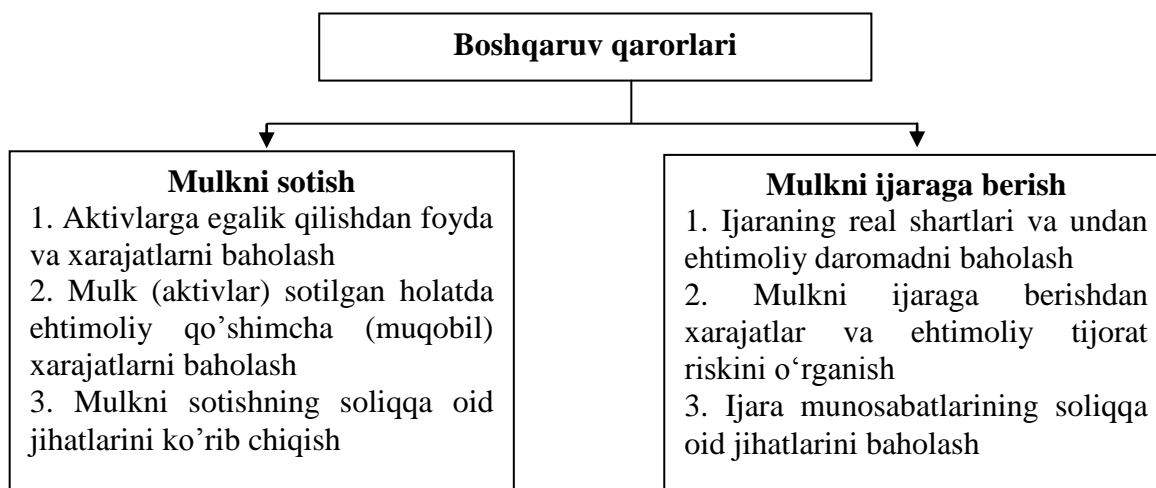 Boshqaruv qarorlari
Mulkni sotish
1. Aktivlarga egalik qilishdan foyda
va xarajatlarni baholash
2. Mulk (aktivlar) sotilgan holatda
ehtimoliy qo’shimcha (muqobil)
xarajatlarni baholash
3. Mulkni sotishning soliqqa oid
jihatlarini ko’rib chiqish
Mulkni ijaraga berish
1. Ijaraning real shartlari va undan
ehtimoliy daromadni baholash
2. Mulkni ijaraga berishdan
xarajatlar va ehtimoliy tijorat
riskini o‘rganish
3. Ijara munosabatlarining soliqqa
oid jihatlarini baholash